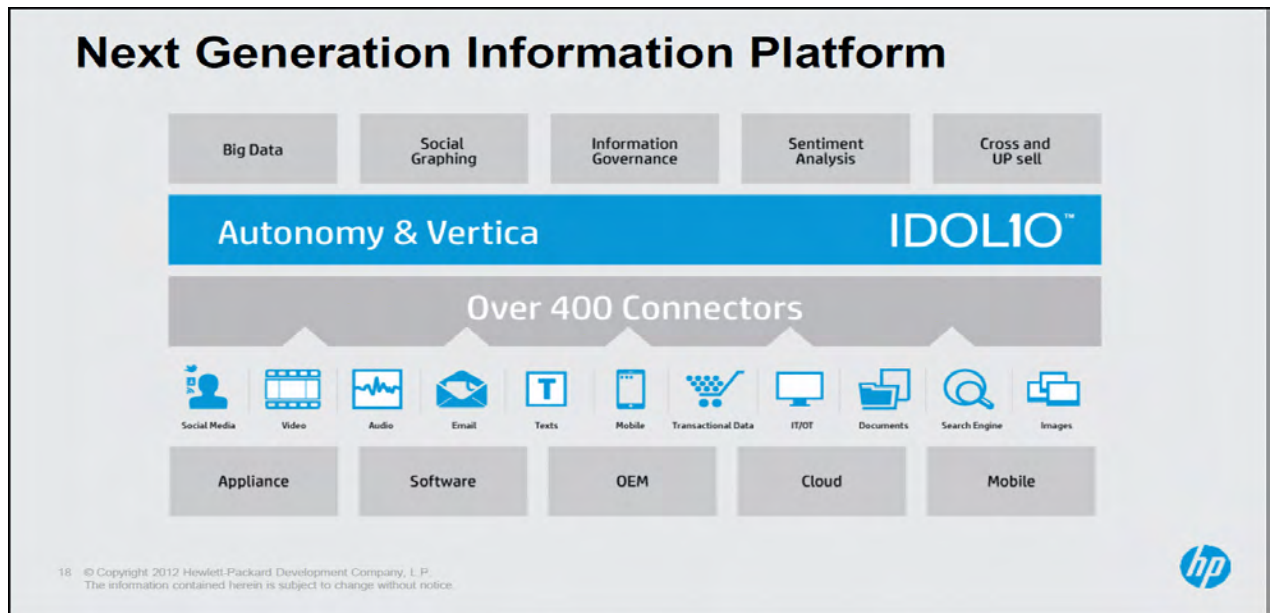 Next Generation Information Platform
Big Data
Social
Graphing
Information
Governance
Sentiment
Analysis
Cross and
UP sell
Autonomy & Vertica
IDOL10™
Over 400 Connectors
T
Social Media
Video
Audio
Email
Texts
Mobile
Transactional Data
IT/OT
Documents
Search Engine
Images
Appliance
Software
OEM
Cloud
Mobile
18 © Copyright 2012 Hewlett-Packard Development Company, L.P.
The information contained herein is subject to change without notice.
hp